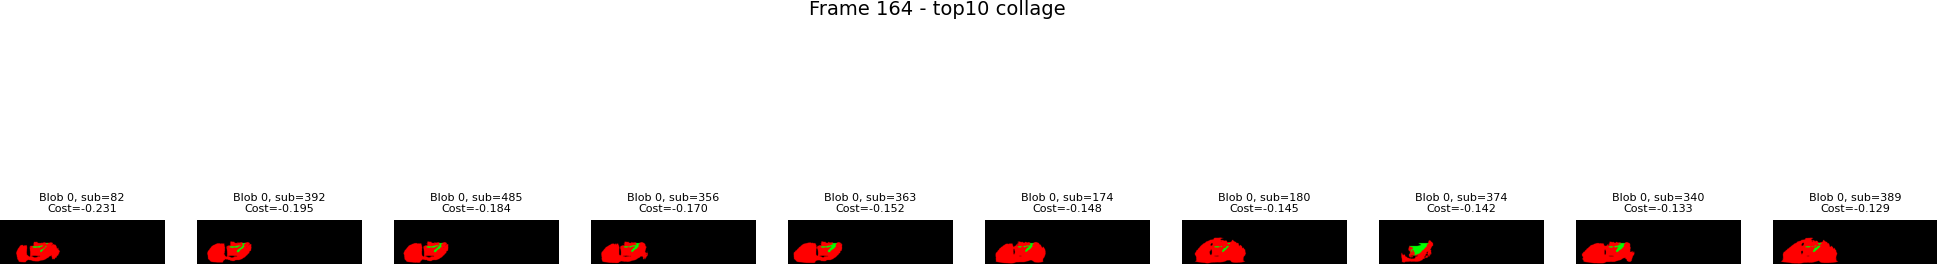 Frame 164 - top10 collage
Blob 0, sub=82
Cost=-0.231
Blob 0, sub=392
Cost=-0.195
Blob 0, sub=485
Cost=-0.184
Blob 0, sub=356
Cost=-0.170
Blob 0, sub=363
Cost=-0.152
Blob 0, sub=174
Cost=-0.148
Blob 0, sub=180
Cost=-0.145
Blob 0, sub=374
Cost=-0.142
Blob 0, sub=340
Cost=-0.133
Blob 0, sub=389
Cost=-0.129